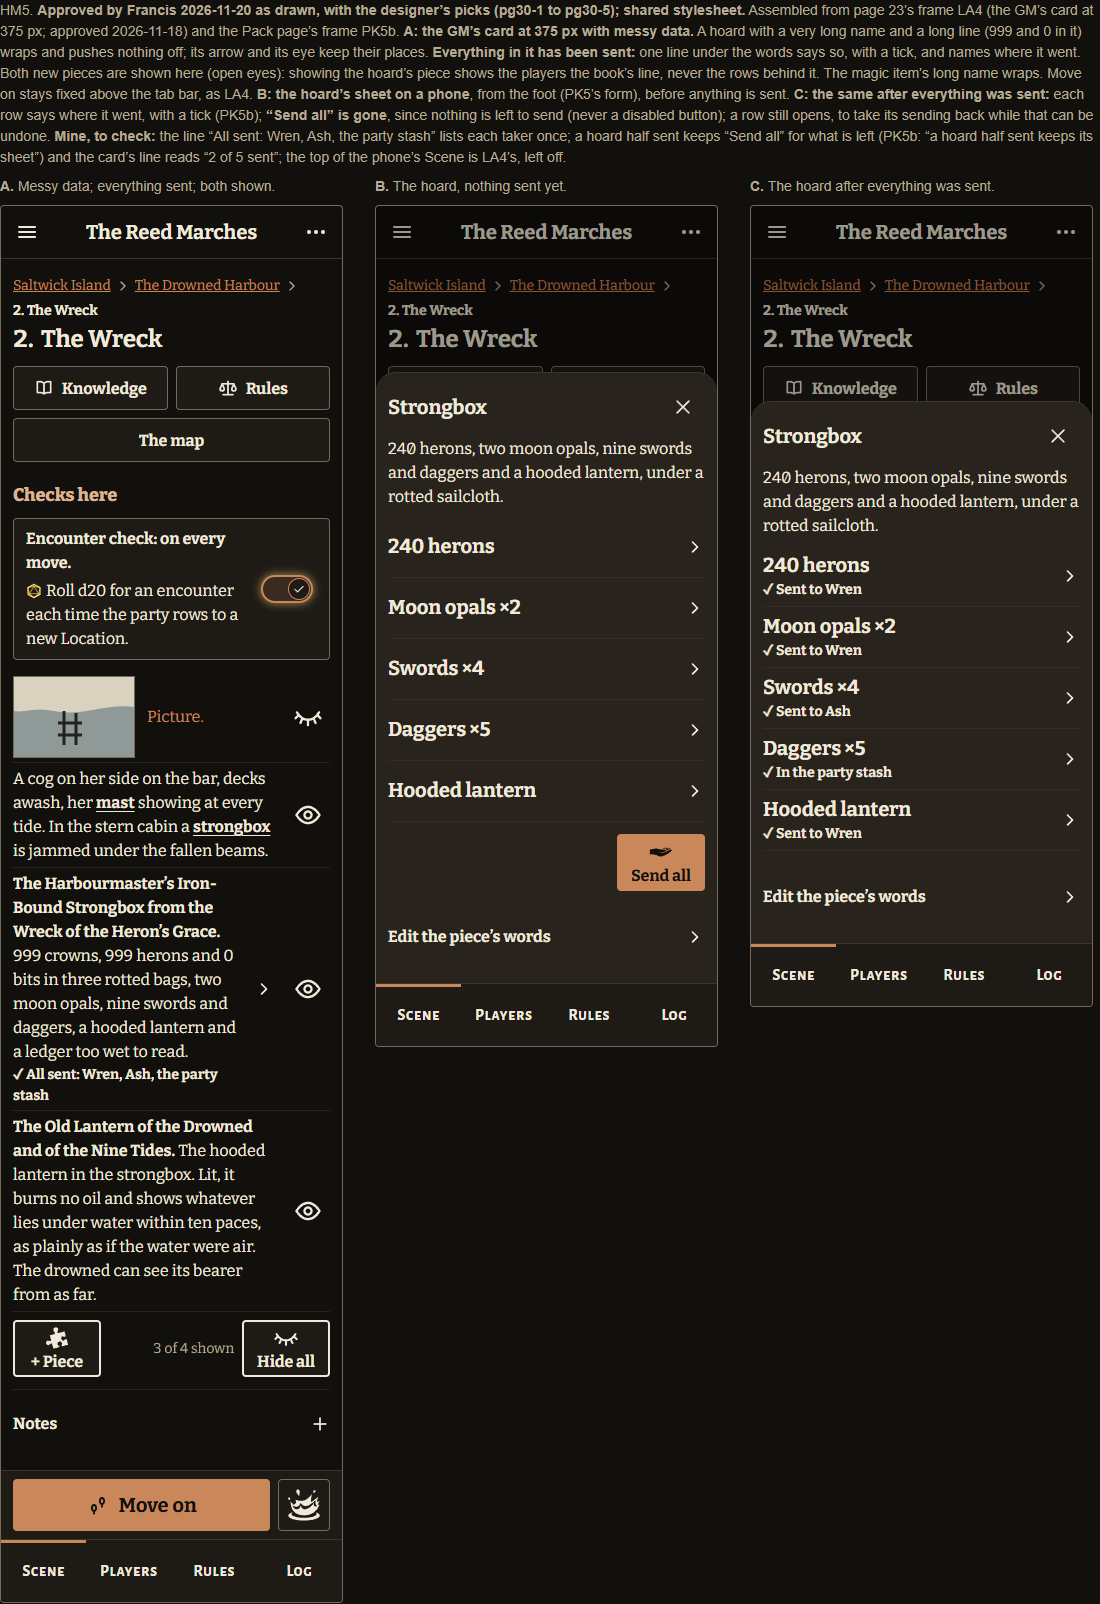 HM5. Approved by Francis 2026-11-20 as drawn, with the designer's picks (pg30-1 to pg30-5); shared stylesheet. Assembled from page 23's frame LA4 (the GM's card at
375 px; approved 2026-11-18) and the Pack page's frame PK5b. A: the GM's card at 375 px with messy data. A hoard with a very long name and a long line (999 and 0 in it)
wraps and pushes nothing off; its arrow and its eye keep their places. Everything in it has been sent: one line under the words says so, with a tick, and names where it went.
Both new pieces are shown here (open eyes): showing the hoard's piece shows the players the book's line, never the rows behind it. The magic item's long name wraps. Move
on stays fixed above the tab bar, as LA4. B: the hoard's sheet on a phone, from the foot (PK5's form), before anything is sent. C: the same after everything was sent: each
row says where it went, with a tick (PK5b); “Send all” is gone, since nothing is left to send (never a disabled button); a row still opens, to take its sending back while that can be
undone. Mine, to check: the line “All sent: Wren, Ash, the party stash” lists each taker once; a hoard half sent keeps “Send all” for what is left (PK5b: “a hoard half sent keeps its
sheet”) and the card's line reads “2 of 5 sent”; the top of the phone's Scene is LA4's, left off.
A. Messy data; everything sent; both shown.
The Reed Marches
Saltwick Island > The Drowned Harbour >
2. The Wreck
2. The Wreck
Knowledge
Rules
The map
Checks here
Encounter check: on every
move.
Roll d20 for an encounter
each time the party rows to a
new Location.
Picture.
A cog on her side on the bar, decks
awash, her mast showing at every
tide. In the stern cabin a strongbox
is jammed under the fallen beams.
The Harbourmaster's Iron-
Bound Strongbox from the
Wreck of the Heron's Grace.
999 crowns, 999 herons and 0
bits in three rotted bags, two
moon opals, nine swords and
daggers, a hooded lantern and
a ledger too wet to read.
✓ All sent: Wren, Ash, the party
stash
The Old Lantern of the Drowned
and of the Nine Tides. The hooded
lantern in the strongbox. Lit, it
burns no oil and shows whatever
lies under water within ten paces,
as plainly as if the water were air.
The drowned can see its bearer
from as far.
+ Piece
3 of 4 shown
Hide all
Notes
Move on
SCENE
PLAYERS
RULES
LOG
B. The hoard, nothing sent yet.
The Reed Marches
Saltwick Island > The Drowned Harbour >
2. The Wreck
2. The Wreck
Strongbox
240 herons, two moon opals, nine swords
and daggers and a hooded lantern, under a
rotted sailcloth.
240 herons
Moon opals ×2
Swords ×4
Daggers ×5
Hooded lantern
Send all
Edit the piece's words
SCENE
PLAYERS
RULES
LOG
C. The hoard after everything was sent.
The Reed Marches
Saltwick Island > The Drowned Harbour >
2. The Wreck
2. The Wreck
Knowledge
Rules
Strongbox
240 herons, two moon opals, nine swords
and daggers and a hooded lantern, under a
rotted sailcloth.
240 herons
✓ Sent to Wren
Moon opals ×2
✓ Sent to Wren
Swords ×4
✓ Sent to Ash
Daggers ×5
✓ In the party stash
Hooded lantern
✓ Sent to Wren
Edit the piece's words
SCENE
PLAYERS
RULES
LOG